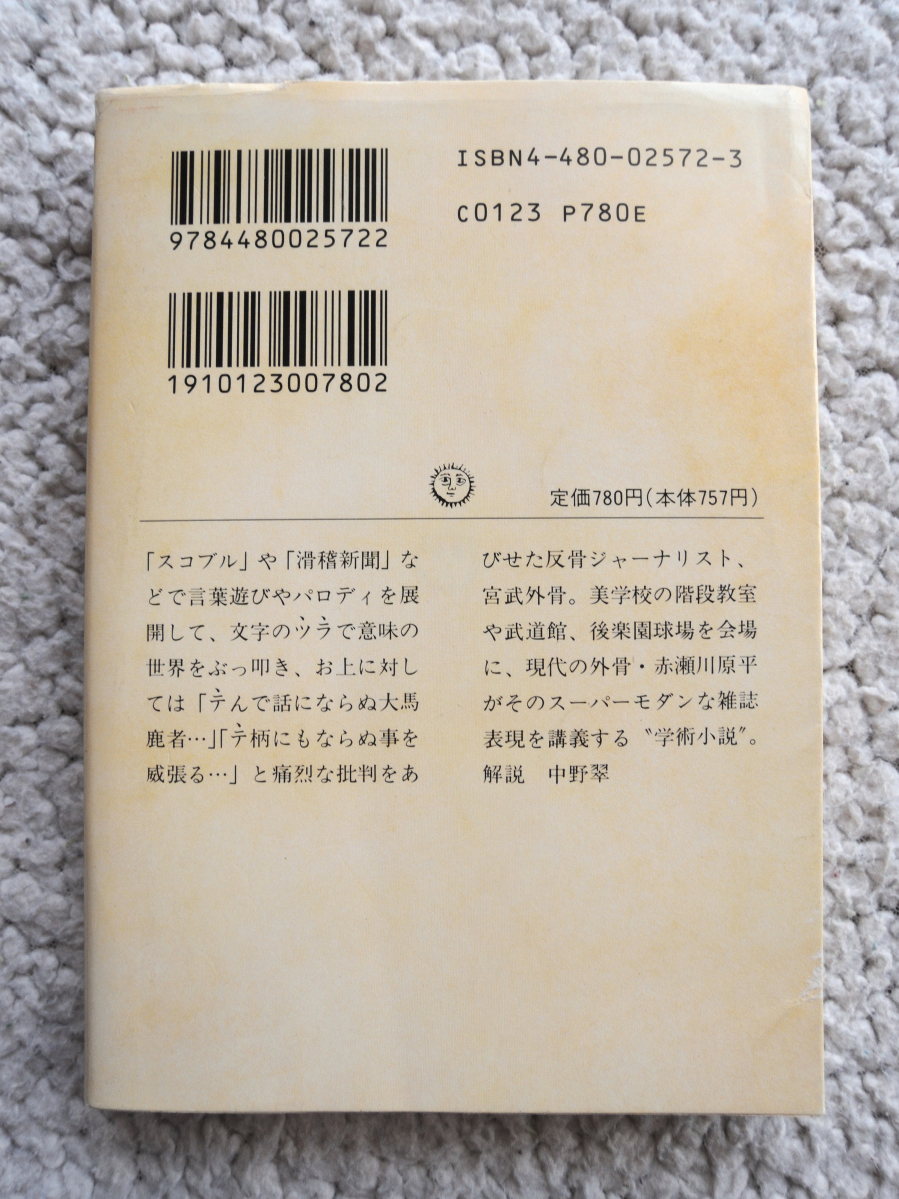 9784480025722
ISBN4-480-02572-3
C0123 P780E
1910123007802
定価780円(本体757円)
「スコブル」や「滑稽新聞」な
どで言葉遊びやパロディを展
開して、文字のツラで意味の
世界をぶっ叩き、お上に対し
ては「テんで話にならぬ大馬
鹿者…」「テ柄にもならぬ事を
威張る…」と痛烈な批判をあ
びせた反骨ジャーナリスト、
宮武外骨。美学校の階段教室
や武道館、後楽園球場を会場
に、現代の外骨・赤瀬川原平
がそのスーパーモダンな雑誌
表現を講義する〝学術小説〟。
解説 中野翠